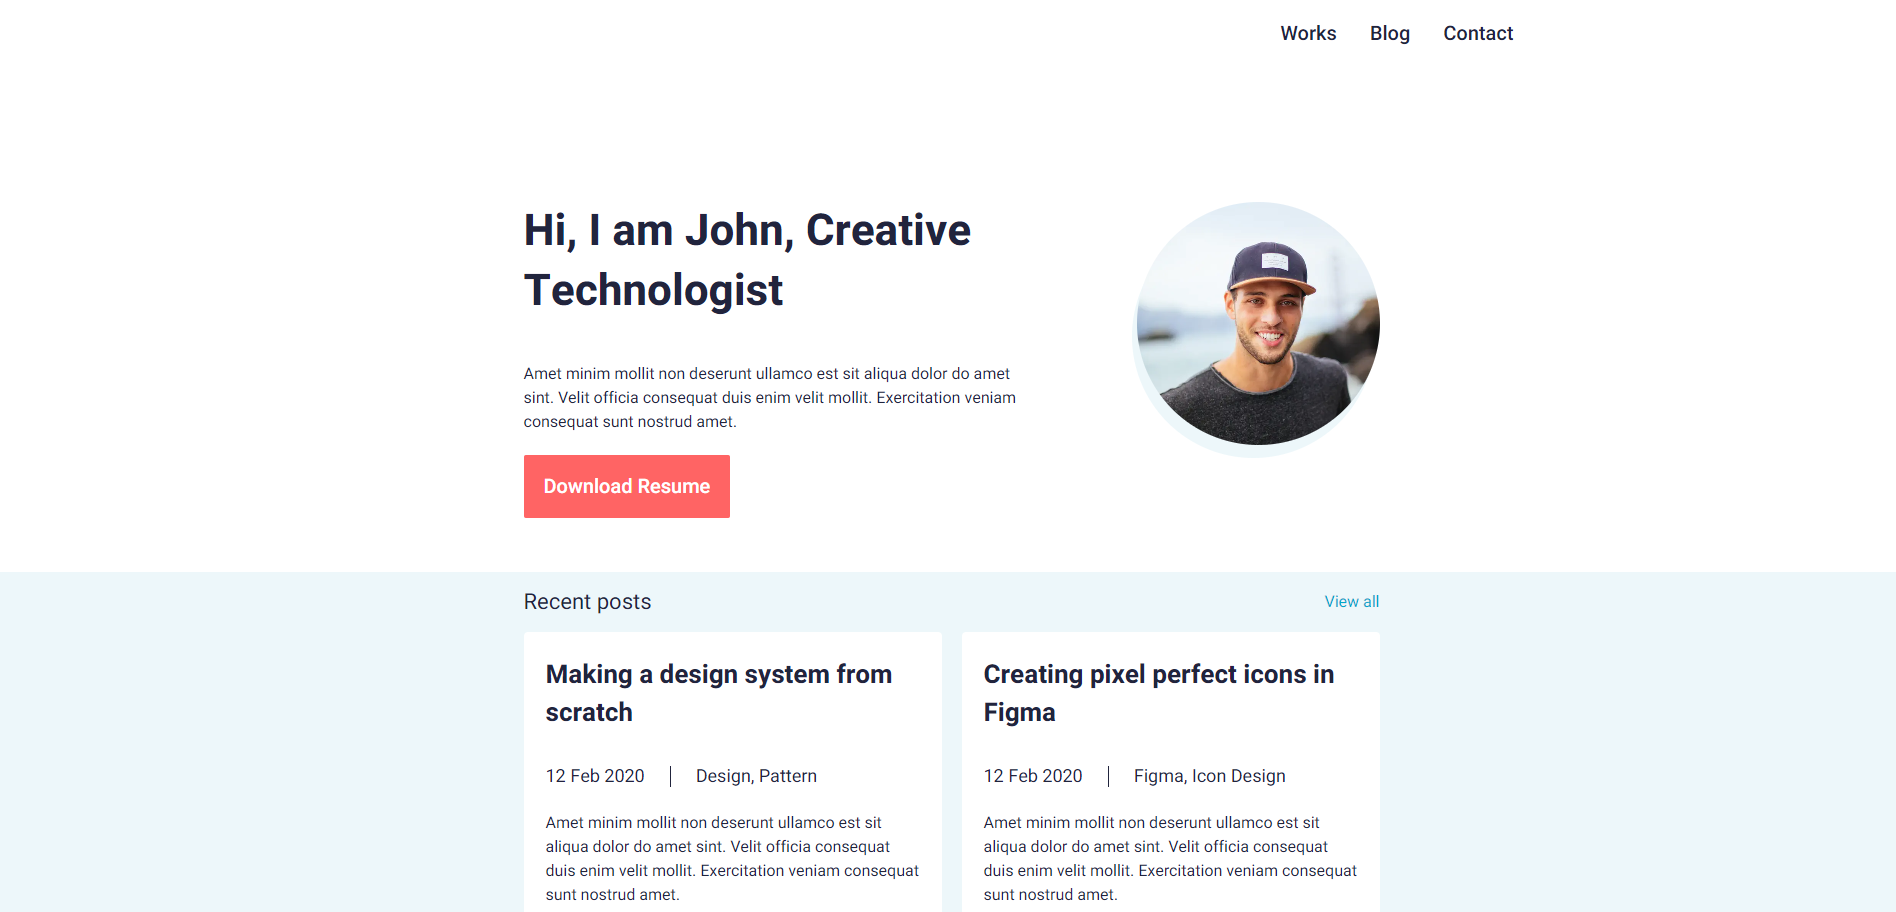 Works Blog Contact
Hi, I am John, Creative
Technologist
Amet minim mollit non deserunt ullamco est sit aliqua dolor do amet
sint. Velit officia consequat duis enim velit mollit. Exercitation veniam
consequat sunt nostrud amet.
Download Resume
Recent posts
View all
Making a design system from
scratch
12 Feb 2020 | Design, Pattern
Amet minim mollit non deserunt ullamco est sit
aliqua dolor do amet sint. Velit officia consequat
duis enim velit mollit. Exercitation veniam consequat
sunt nostrud amet.
Creating pixel perfect icons in
Figma
12 Feb 2020 | Figma, Icon Design
Amet minim mollit non deserunt ullamco est sit
aliqua dolor do amet sint. Velit officia consequat
duis enim velit mollit. Exercitation veniam consequat
sunt nostrud amet.